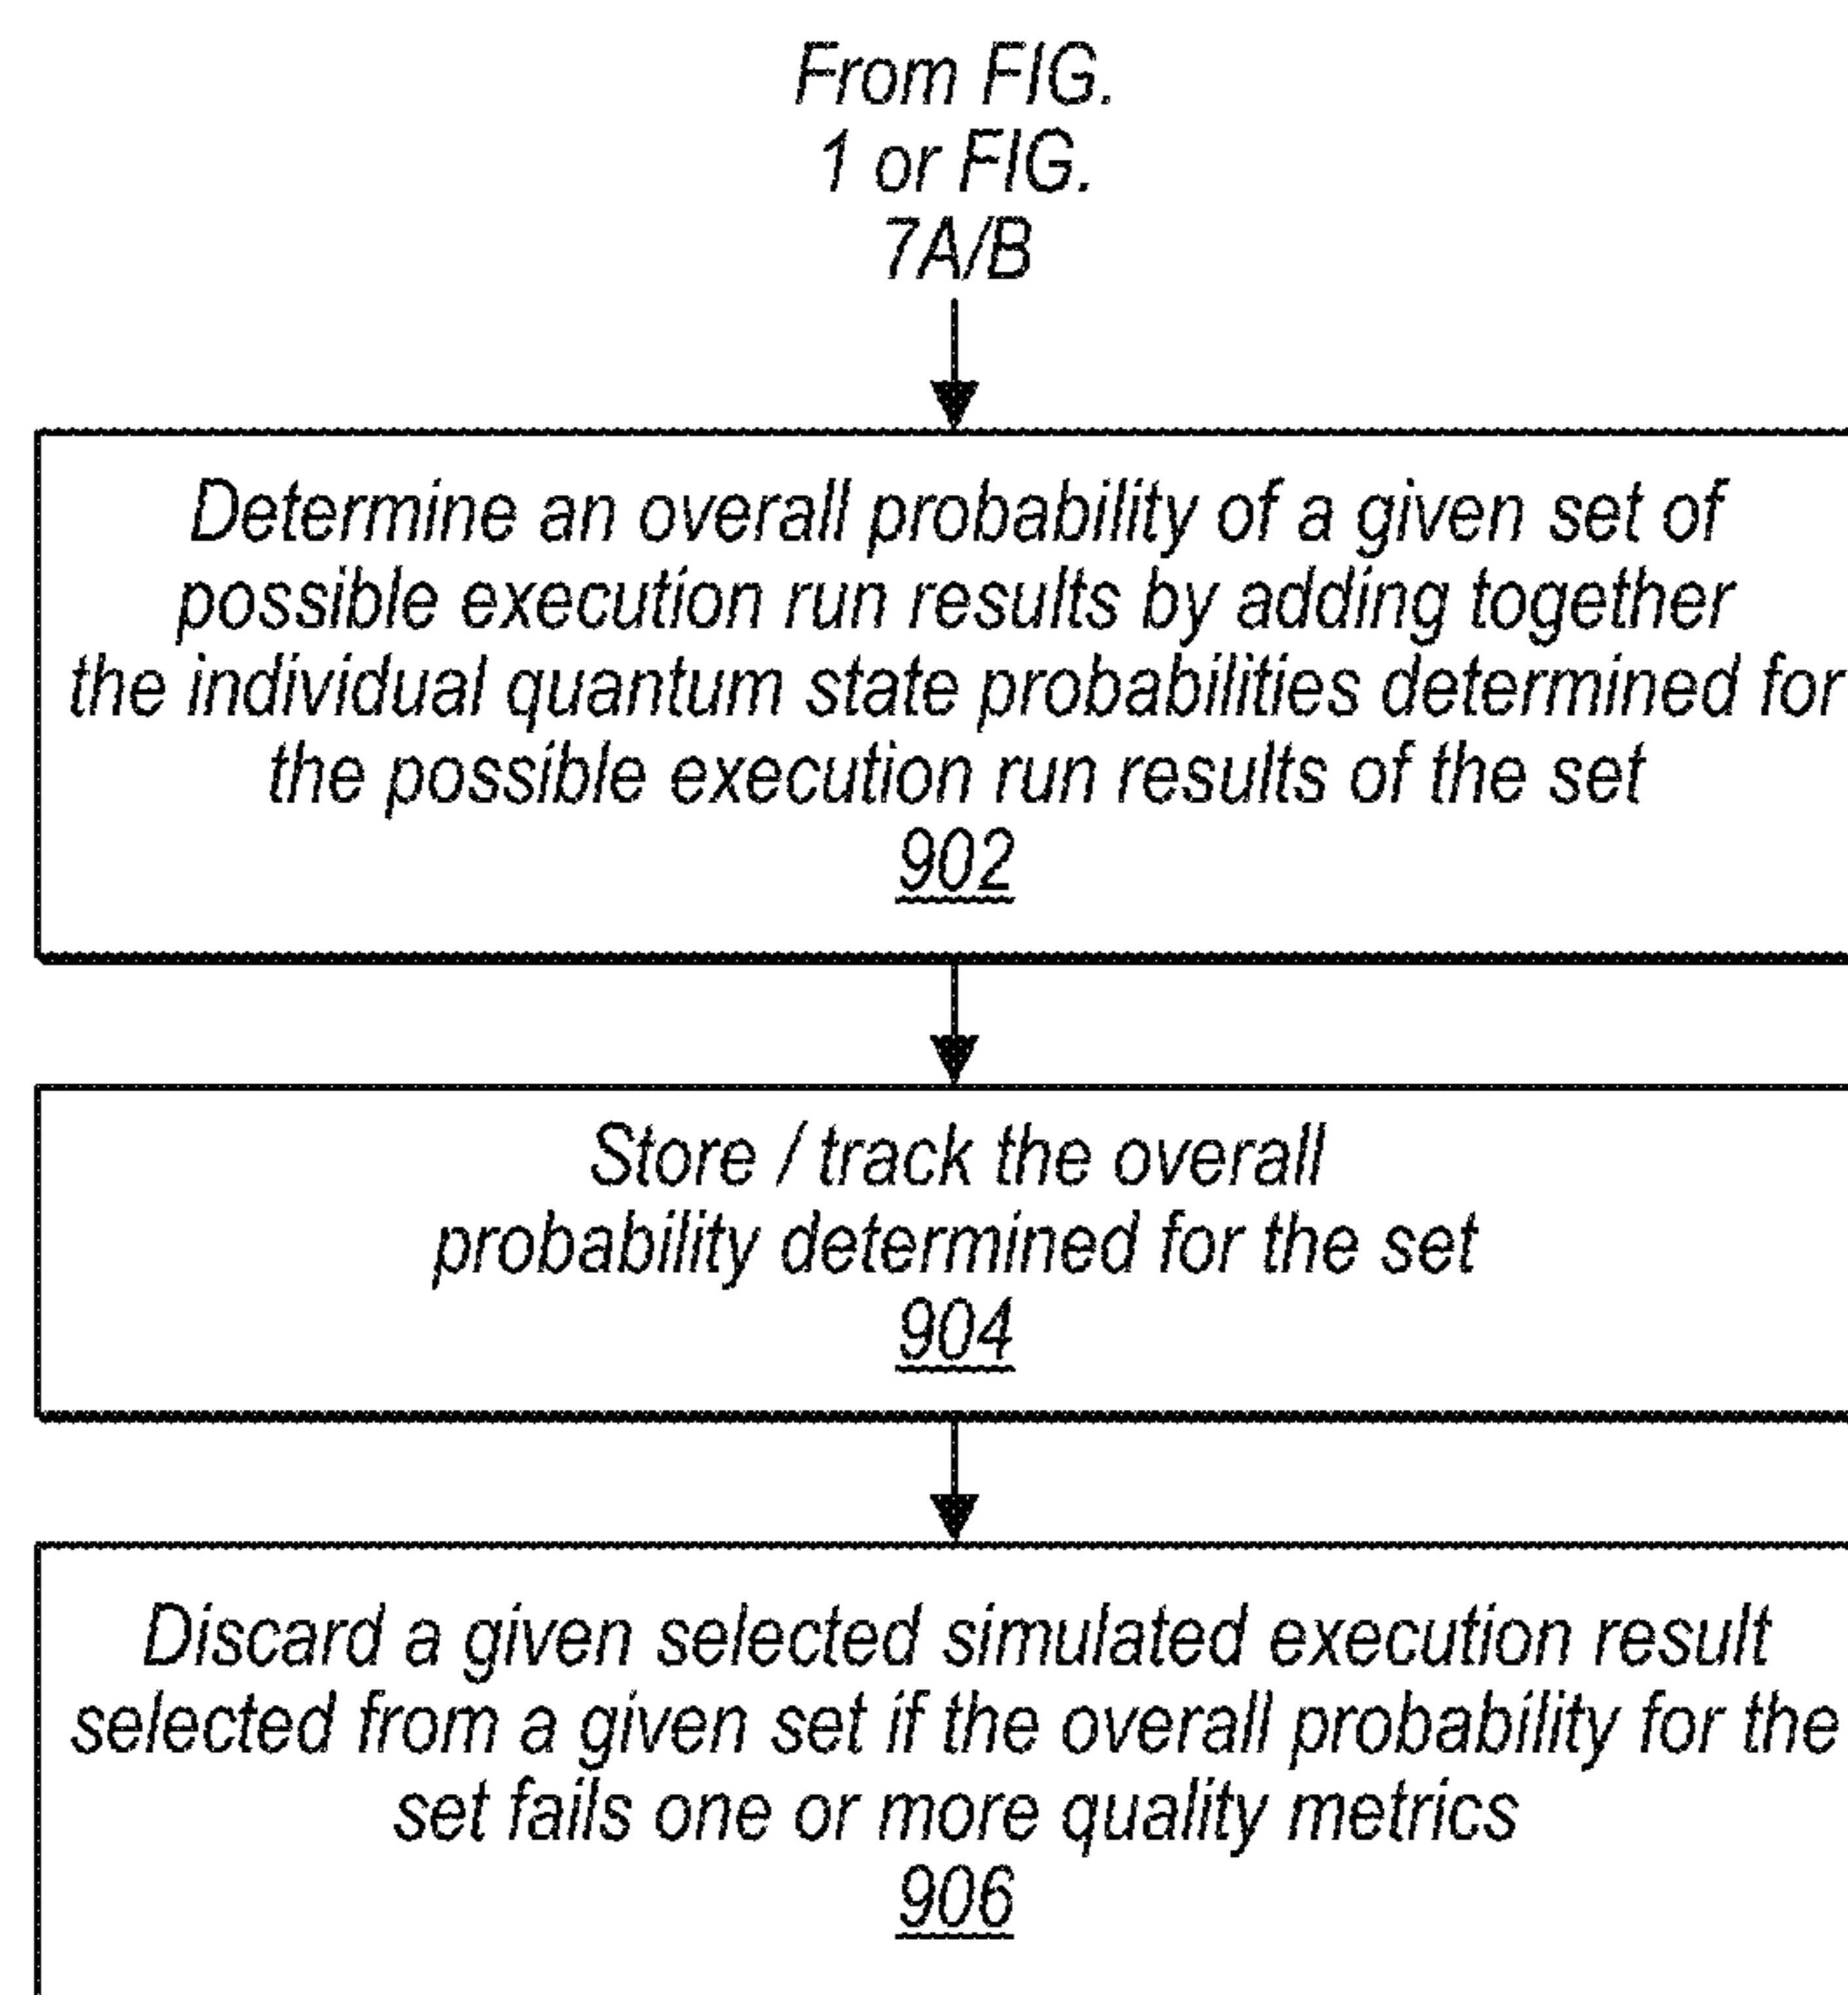 From FIG.
1 or FIG.
7A/B
Determine an overall probability of a given set of
possible execution run results by adding together
the individual quantum state probabilities determined for
the possible execution run results of the set
902
Store / track the overall
probability determined for the set
904
Discard a given selected simulated execution result
selected from a given set if the overall probability for the
set fails one or more quality metrics
906